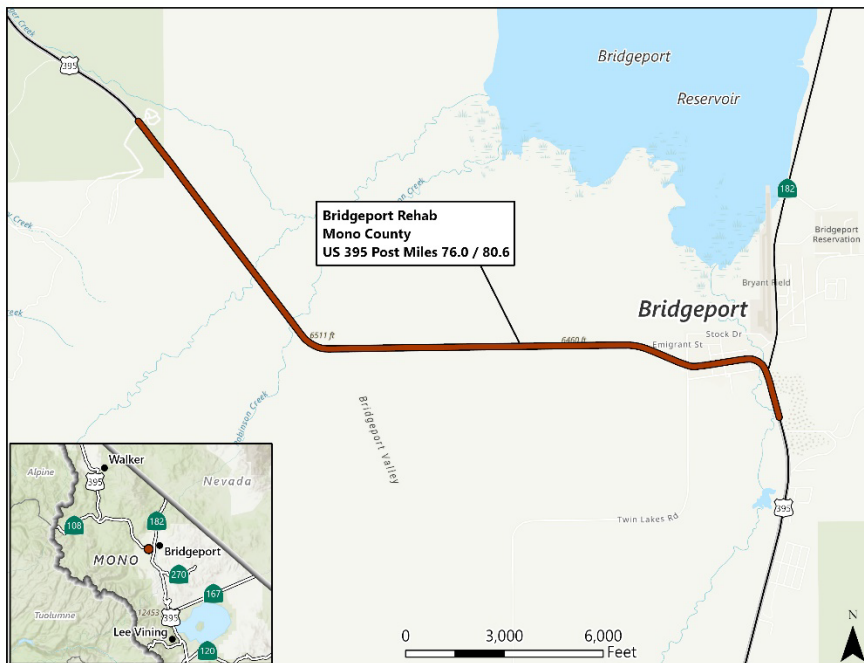 395
Bridgeport
Reservoir
182
Bridgeport
Reservation
Bridgeport Rehab
Mono County
US 395 Post Miles 76.0 / 80.6
Bryant Field
Bridgeport
Stock Dr
6511 ft
6460 ft
Emigrant St
Bridgeport Valley
Robinson Creek
Twin Lakes Rd
395
Walker
Alpine
395
Nevada
108
182
Bridgeport
MONO
270
167
12453
Tuolumne
395
Lee Vining
120
0 3,000 6,000
Feet
N